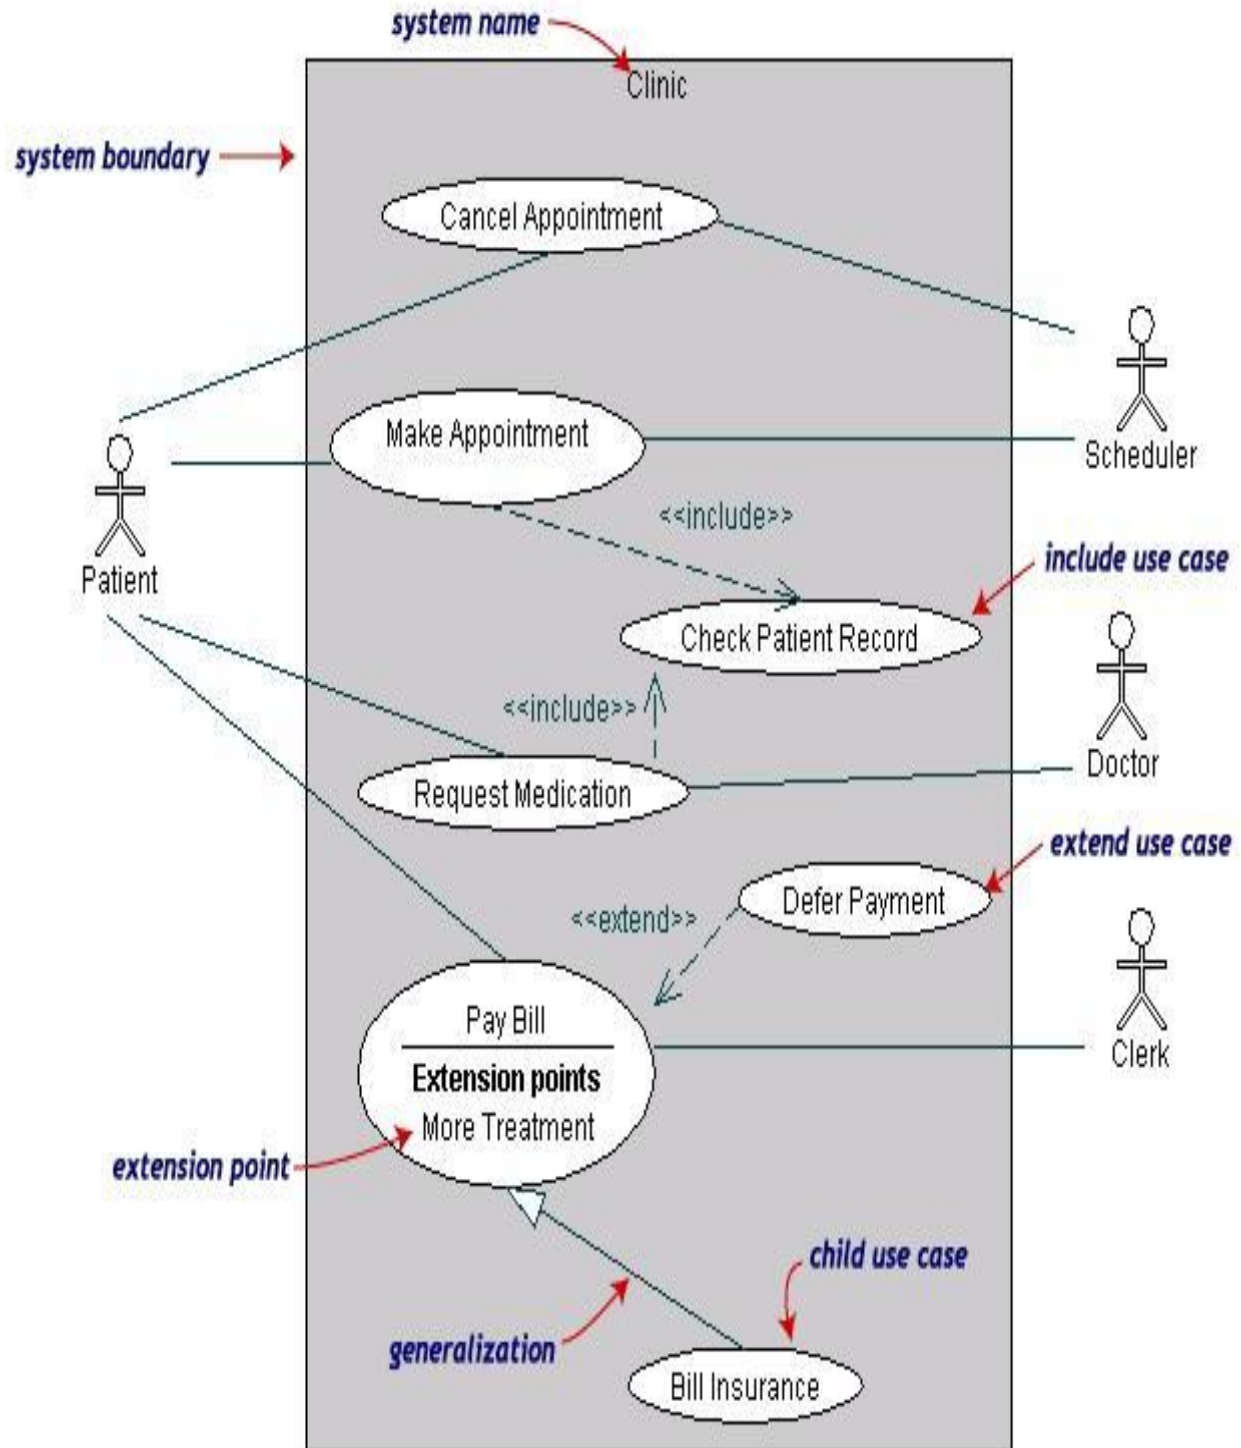 system name
Clinic
system boundary
Cancel Appointment
Make Appointment
Scheduler
<<include>>
include use case
Patient
Check Patient Record
<<include>>
Doctor
Request Medication
extend use case
Defer Payment
<<extend>>
Pay Bill
Extension points
More Treatment
Clerk
extension point
child use case
generalization
Bill Insurance